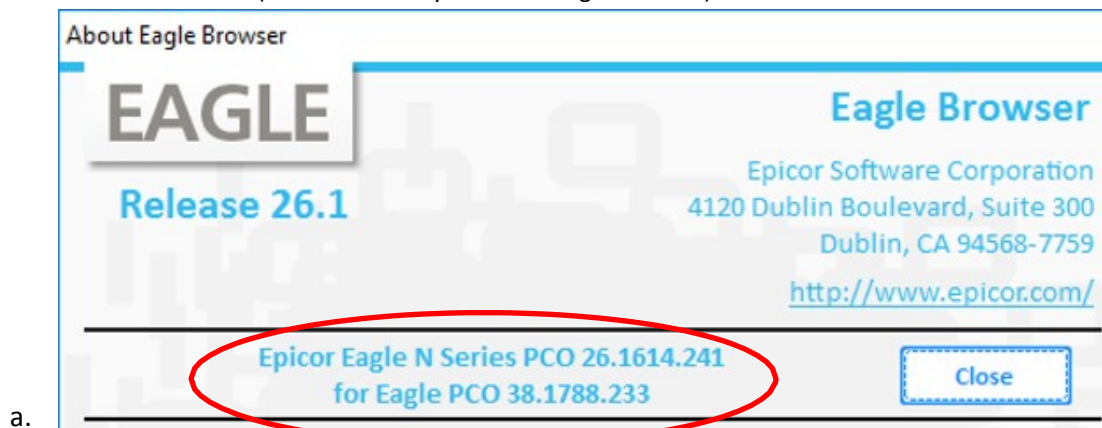 About Eagle Browser
EAGLE
Eagle Browser
Release 26.1
Epicor Software Corporation
4120 Dublin Boulevard, Suite 300
Dublin, CA 94568-7759
http://www.epicor.com/
Epicor Eagle N Series PCO 26.1614.241
for Eagle PCO 38.1788.233
Close
a.